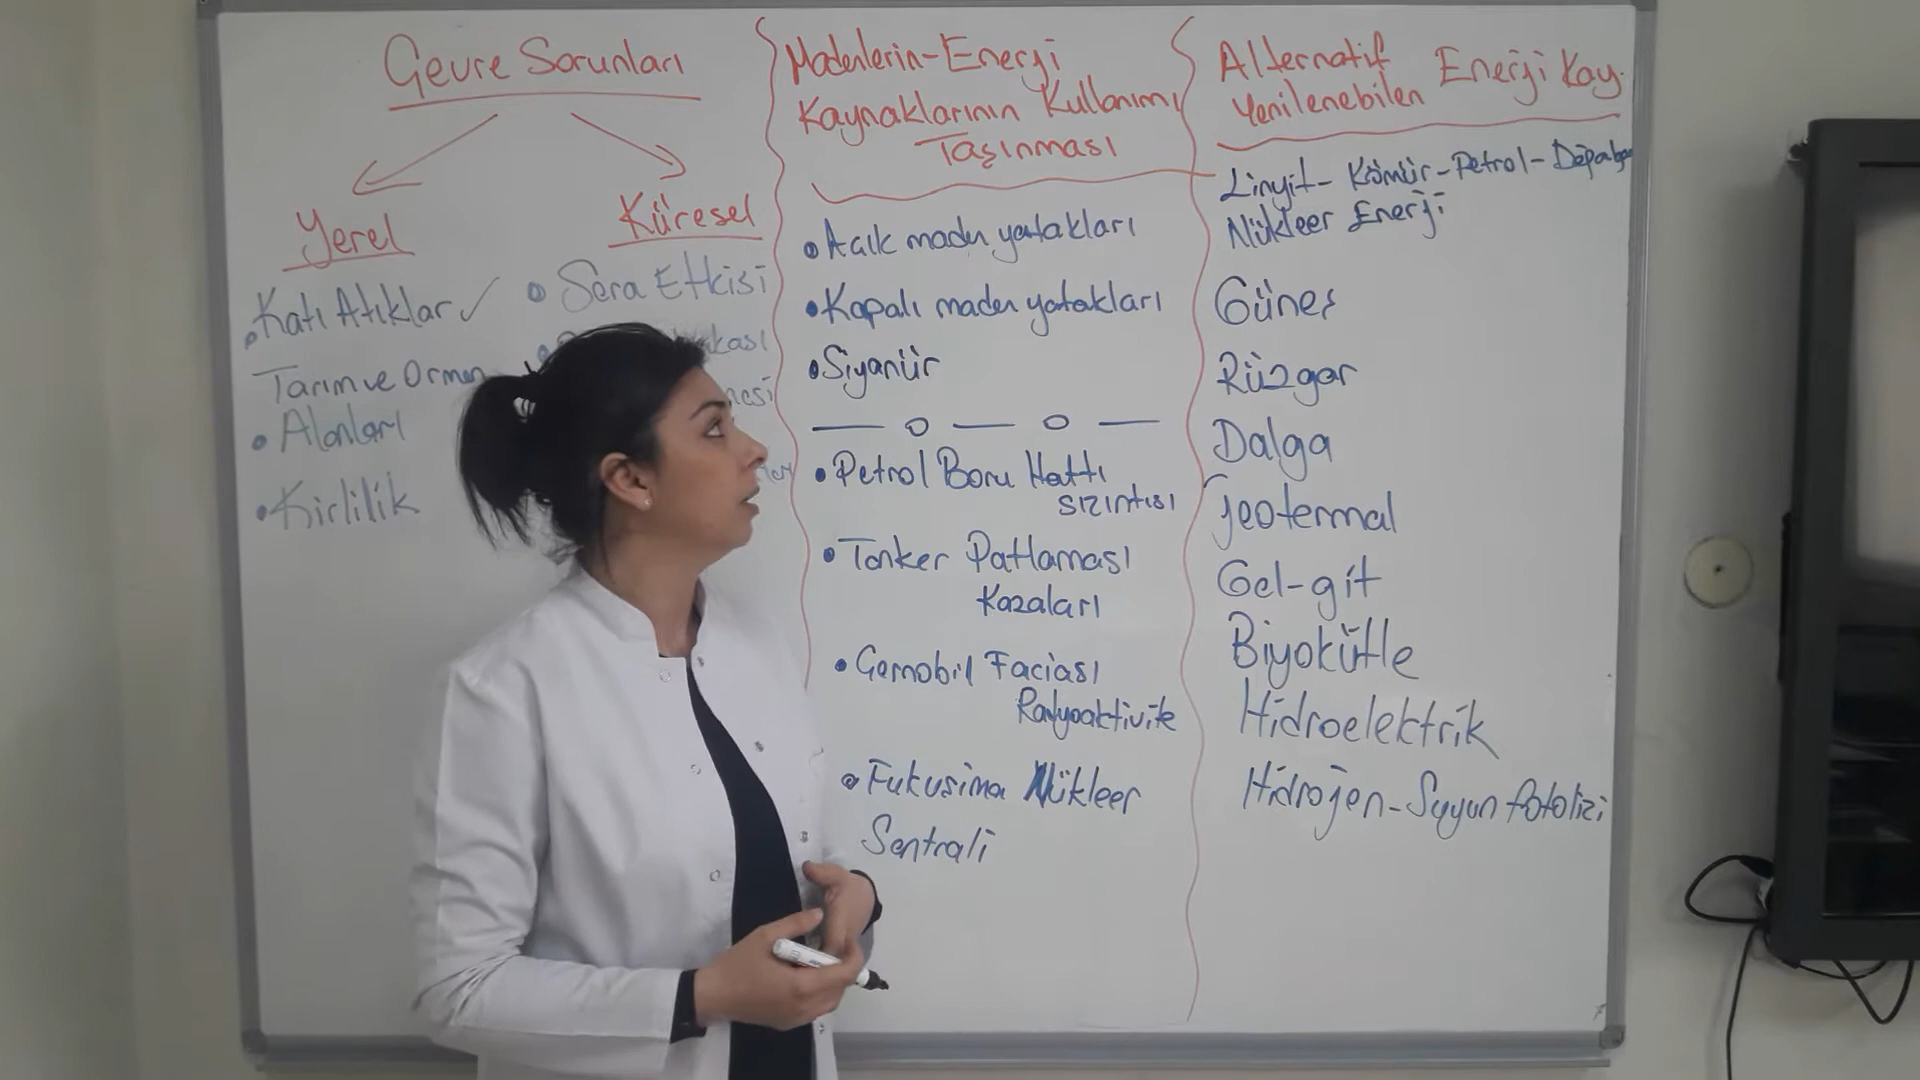 Çevre Sorunları
Yerel
Katı Atıklar ✓
Tarım ve Orman
Alanları
Kirlilik
Küresel
Sera Etkisi
Madenlerin-Enerji
Kaynaklarının Kullanımı
Taşınması
Açık maden yatakları
Kapalı maden yatakları
Siyanür
Petrol Boru Hattı
sızıntısı
Tanker Patlaması
Kazaları
Çernobil Faciası
Radyoaktivite
Fukusima Nükleer
Santrali
Alternatif Enerji Kay.
Yenilenebilen
Linyit - Kömür - Petrol - Doğalgaz
Nükleer Enerji
Güneş
Rüzgar
Dalga
Jeotermal
Gel-git
Biyokütle
Hidroelektrik
Hidrojen - Suyun fotolizi